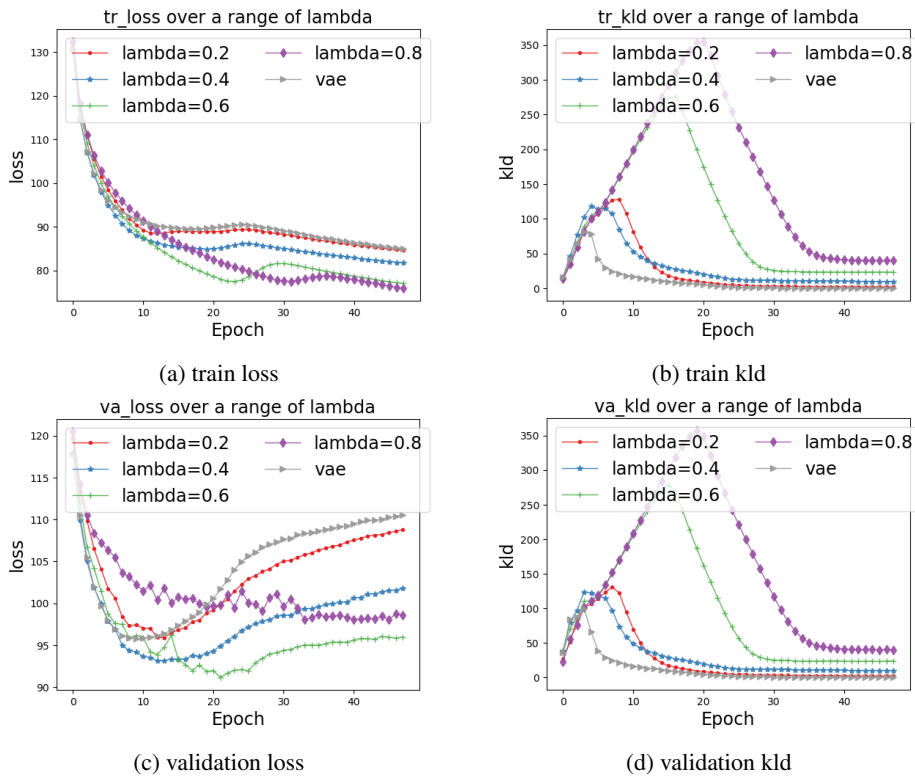 tr_loss over a range of lambda
130
120
110
100
90
80
loss
lambda=0.2
lambda=0.4
lambda=0.6
lambda=0.8
vae
0
10
20
30
40
Epoch
(a) train loss
tr_kld over a range of lambda
350
300
250
200
150
100
50
0
kld
lambda=0.2
lambda=0.4
lambda=0.6
lambda=0.8
vae
0
10
20
30
40
Epoch
(b) train kld
va_loss over a range of lambda
120
115
110
105
100
95
90
loss
lambda=0.2
lambda=0.4
lambda=0.6
lambda=0.8
vae
0
10
20
30
40
Epoch
(c) validation loss
va_kld over a range of lambda
350
300
250
200
150
100
50
0
kld
lambda=0.2
lambda=0.4
lambda=0.6
lambda=0.8
vae
0
10
20
30
40
Epoch
(d) validation kld